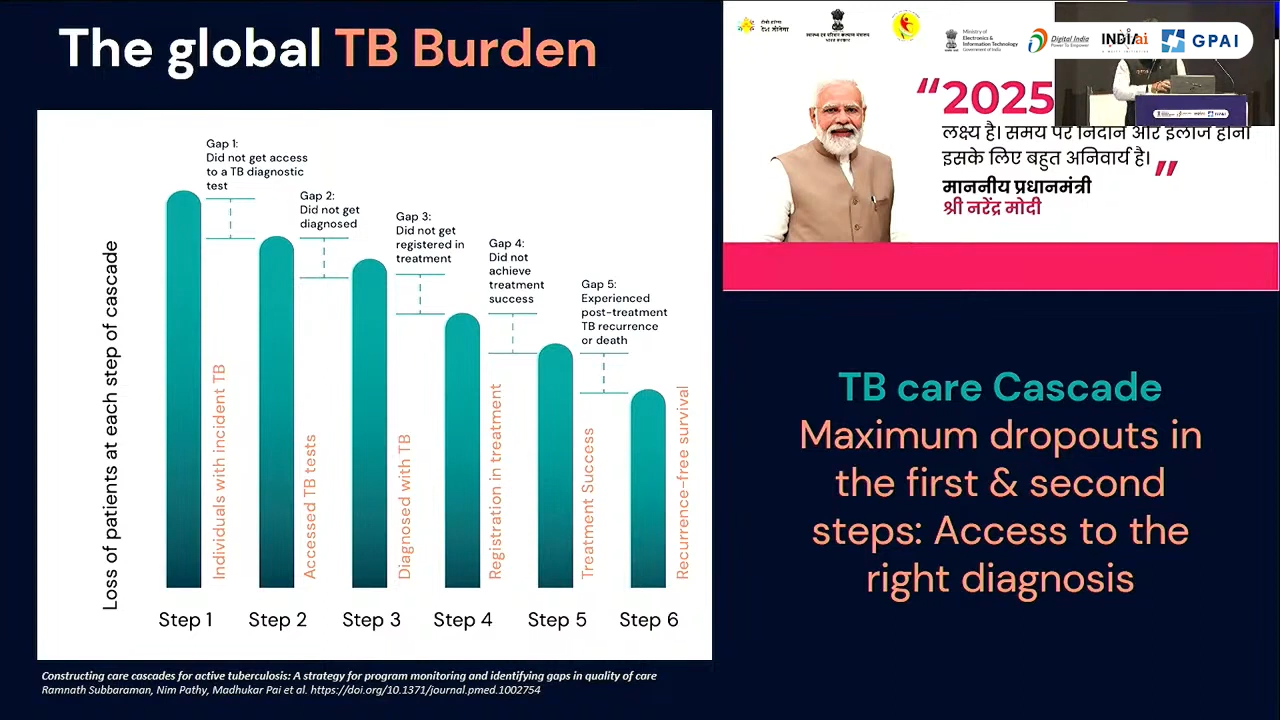 The global TB Burden
Gap 1:
Did not get access
to a TB diagnostic
test
Gap 2:
Did not get
diagnosed
Gap 3:
Did not get
registered in
treatment
Gap 4:
Did not
achieve
treatment
success
Gap 5:
Experienced
post-treatment
TB recurrence
or death
Loss of patients at each step of cascade
Individuals with incident TB
Accessed TB tests
Diagnosed with TB
Registration in treatment
Treatment Success
Recurrence-free survival
Step 1
Step 2
Step 3
Step 4
Step 5
Step 6
Constructing care cascades for active tuberculosis: A strategy for program monitoring and identifying gaps in quality of care
Ramnath Subbaraman, Nim Pathy, Madhukar Pai et al. https://doi.org/10.1371/journal.pmed.1002754
Ministry of
Electronics &
Information Technology
Government of India
Digital India
Power To Empower
INDIAai
GPAI
“2025
लक्ष्य है। समय पर निदान और इलाज होना
इसके लिए बहुत अनिवार्य है। ”
माननीय प्रधानमंत्री
श्री नरेंद्र मोदी
TB care Cascade
Maximum dropouts in
the first & second
steps: Access to the
right diagnosis